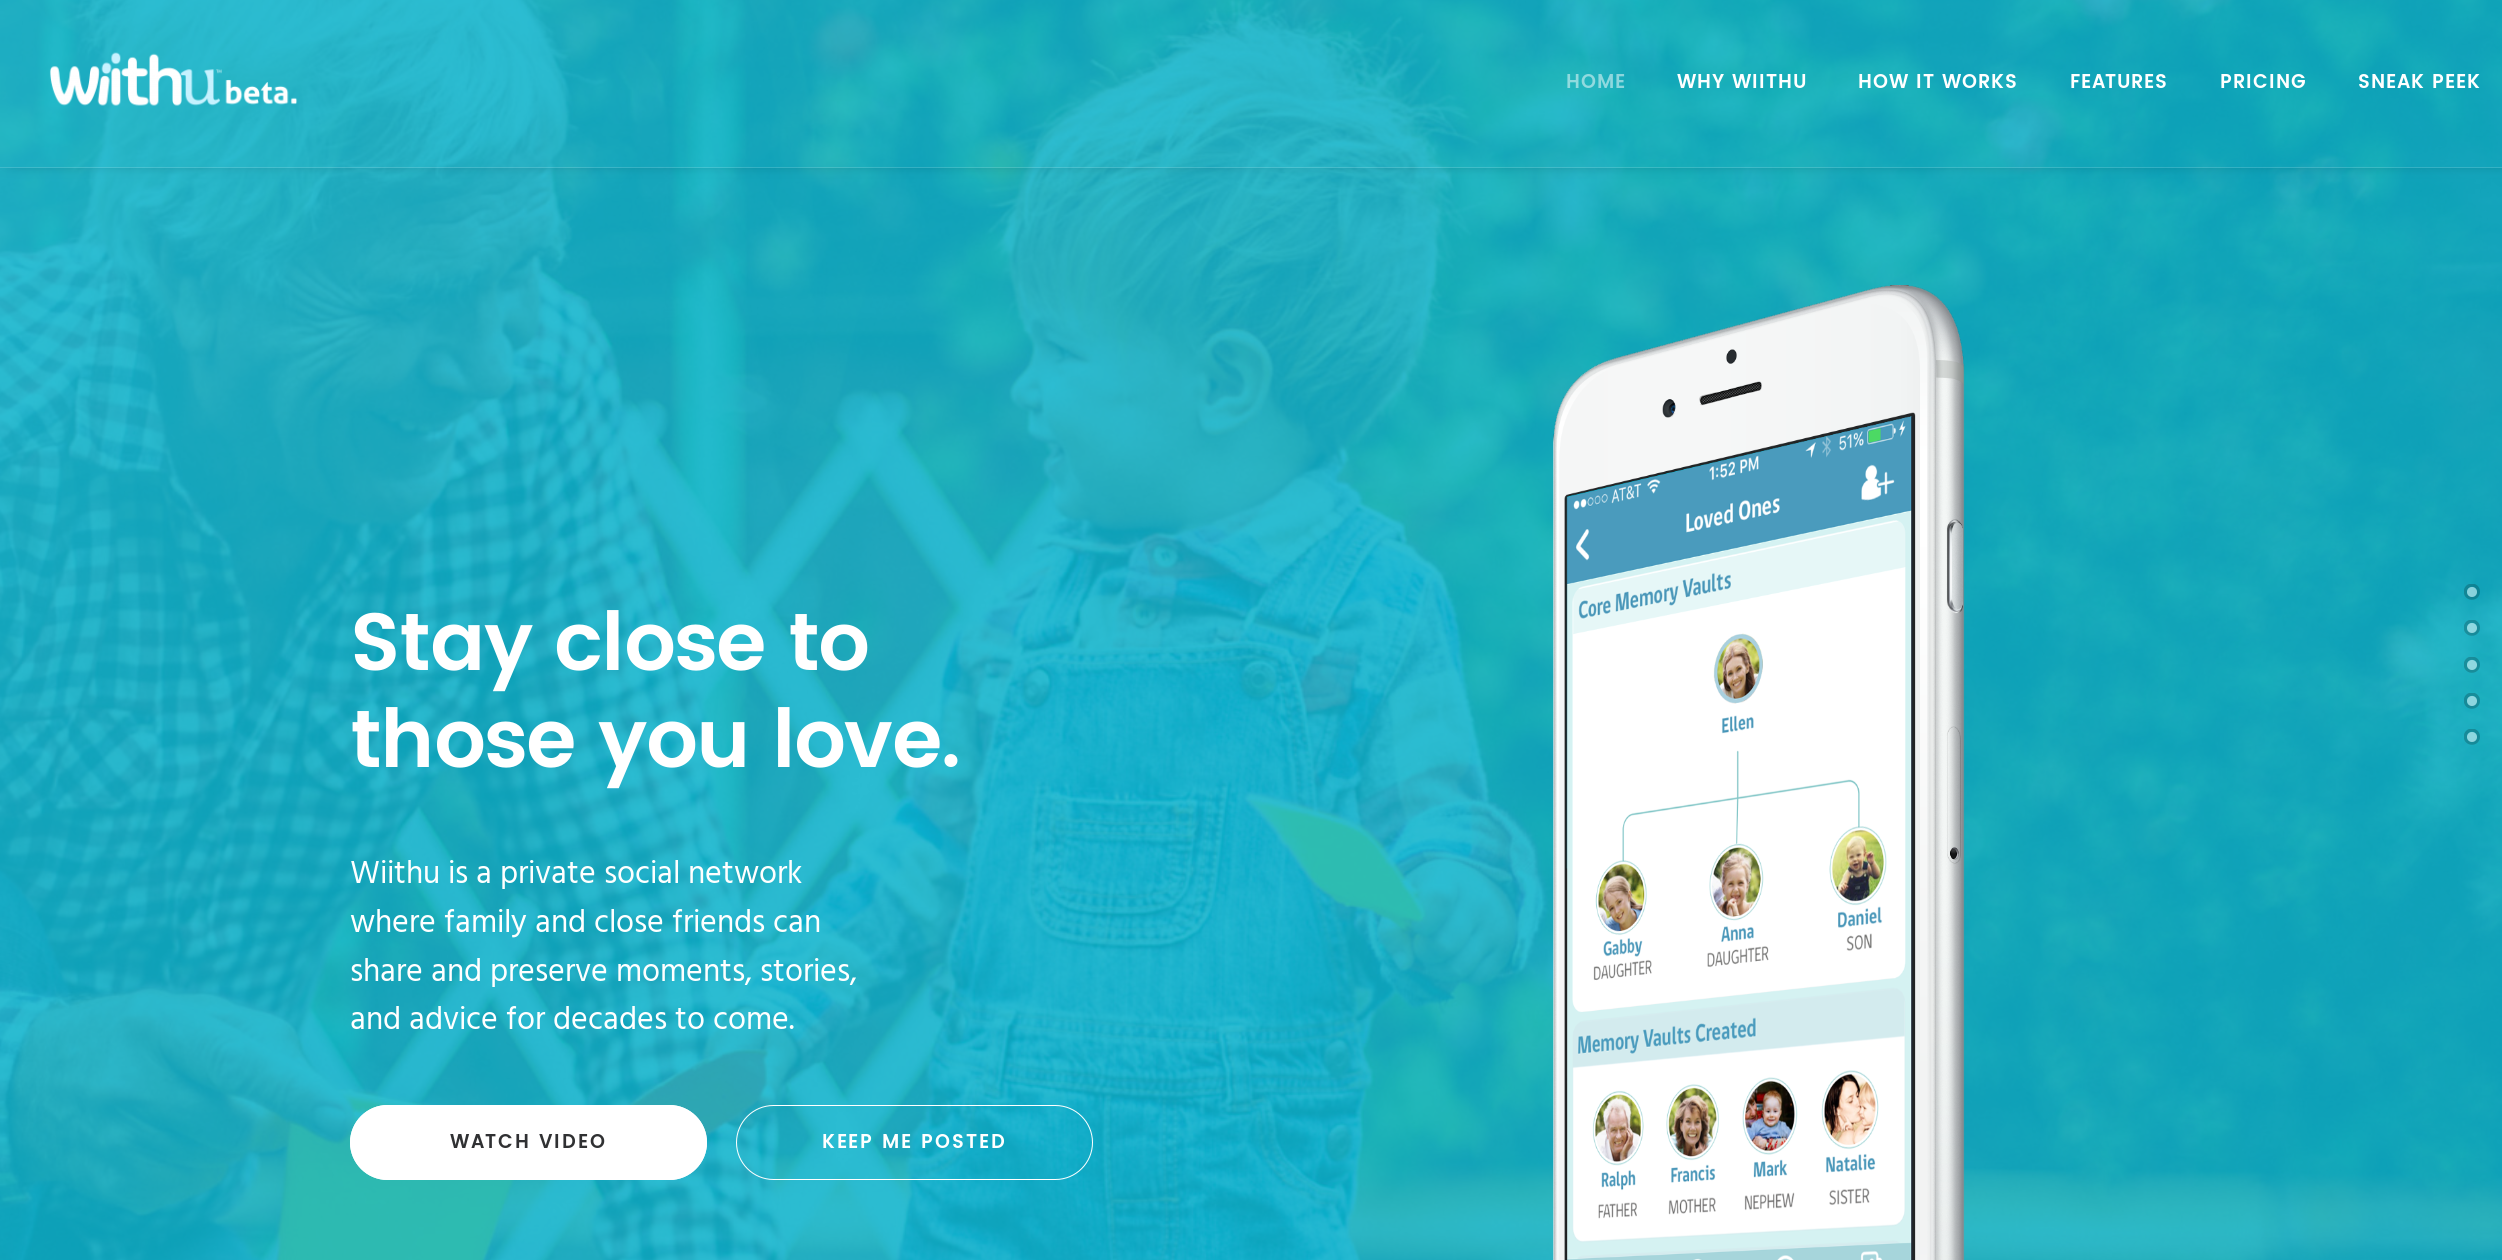 wiithu beta.
HOME WHY WIITHU HOW IT WORKS FEATURES PRICING SNEAK PEEK
Stay close to
those you love.
Wiithu is a private social network
where family and close friends can
share and preserve moments, stories,
and advice for decades to come.
WATCH VIDEO KEEP ME POSTED
AT&T 1:52 PM 51%
Loved Ones
Core Memory Vaults
Ellen
Gabby Anna Daniel
DAUGHTER DAUGHTER SON
Memory Vaults Created
Ralph Francis Mark Natalie
FATHER MOTHER NEPHEW SISTER